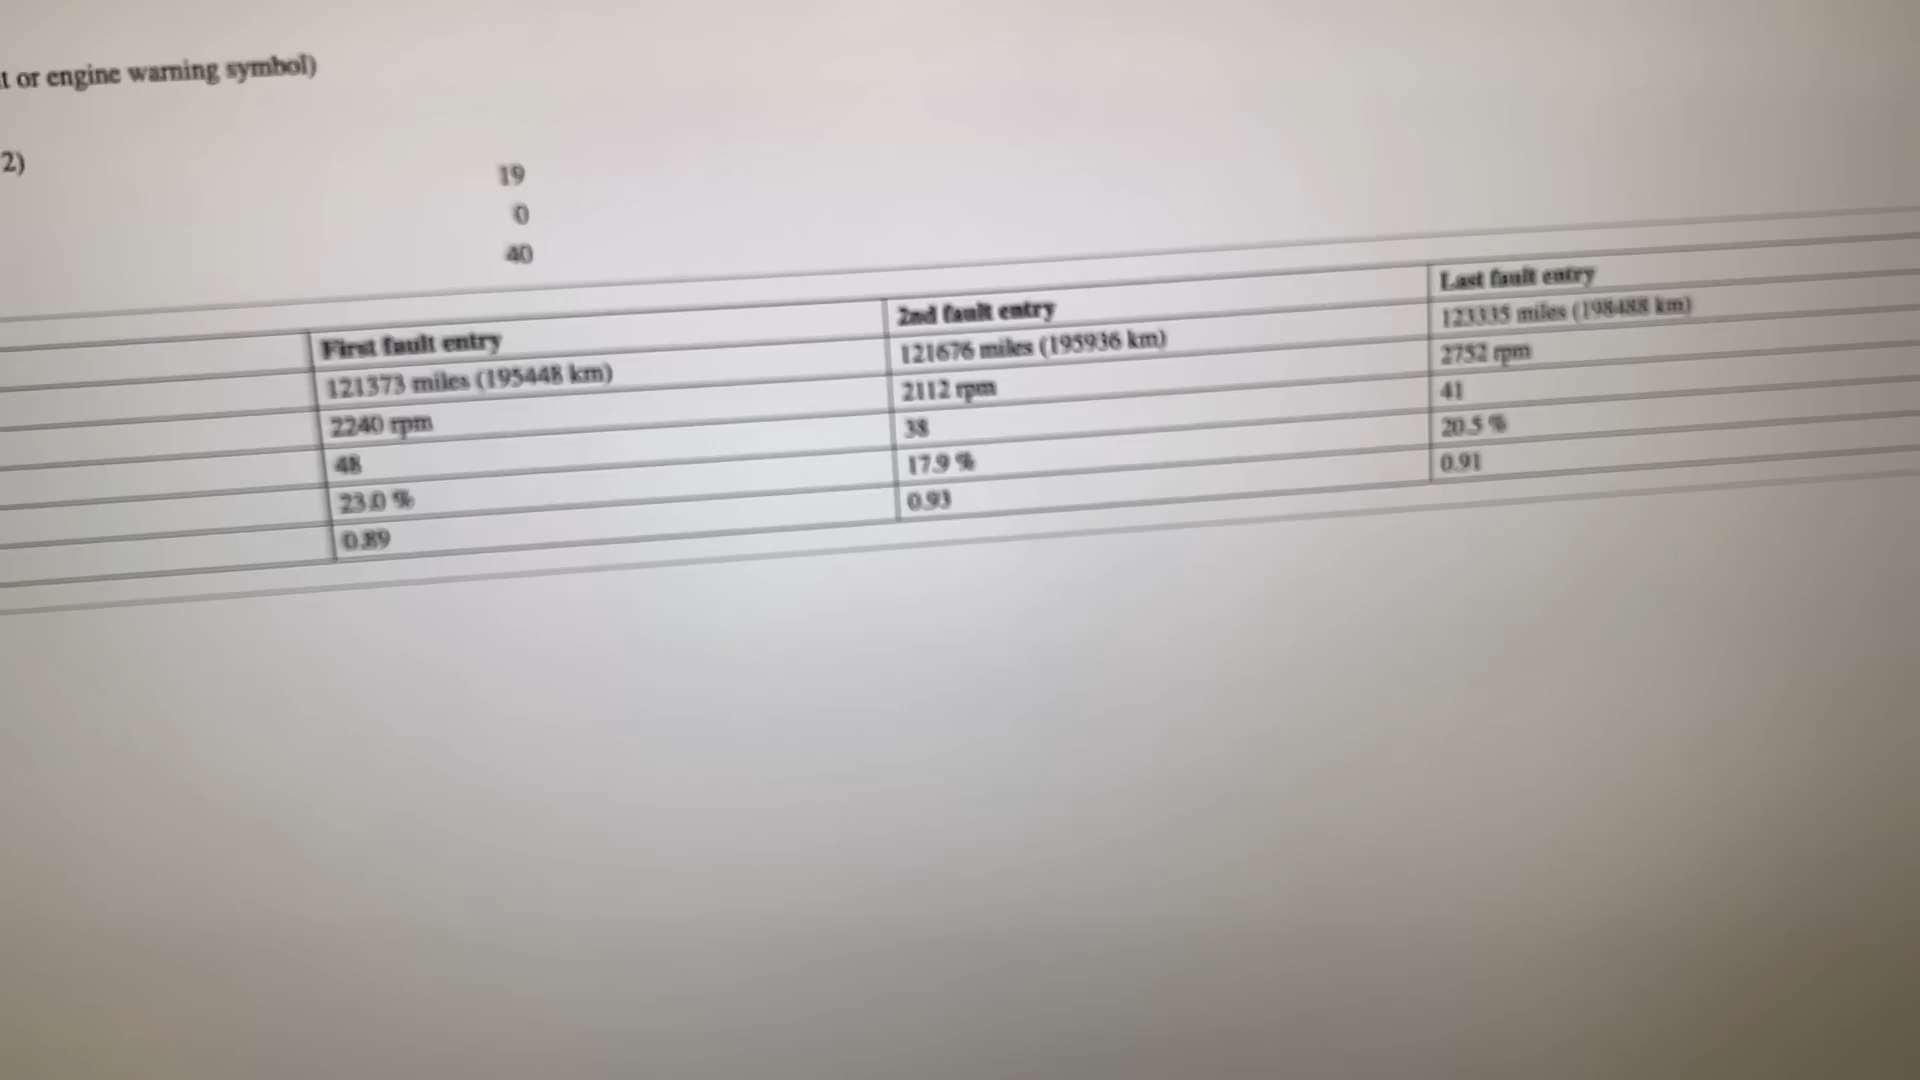 t or engine warning symbol)
2)
19
0
40
First fault entry 2nd fault entry Last fault entry
121373 miles (195448 km) 121676 miles (195936 km) 123335 miles (198488 km)
2240 rpm 2112 rpm 2752 rpm
48 38 41
23.0 % 17.9 % 20.5 %
0.89 0.93 0.91